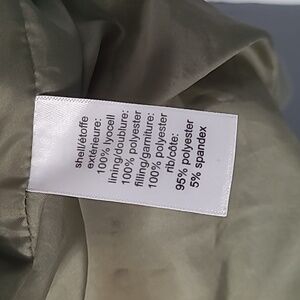 shell/étoffe
extérieure:
100% lyocell
lining/doublure:
100% polyester
filling/garniture:
100% polyester
rib/côte:
95% polyester
5% spandex